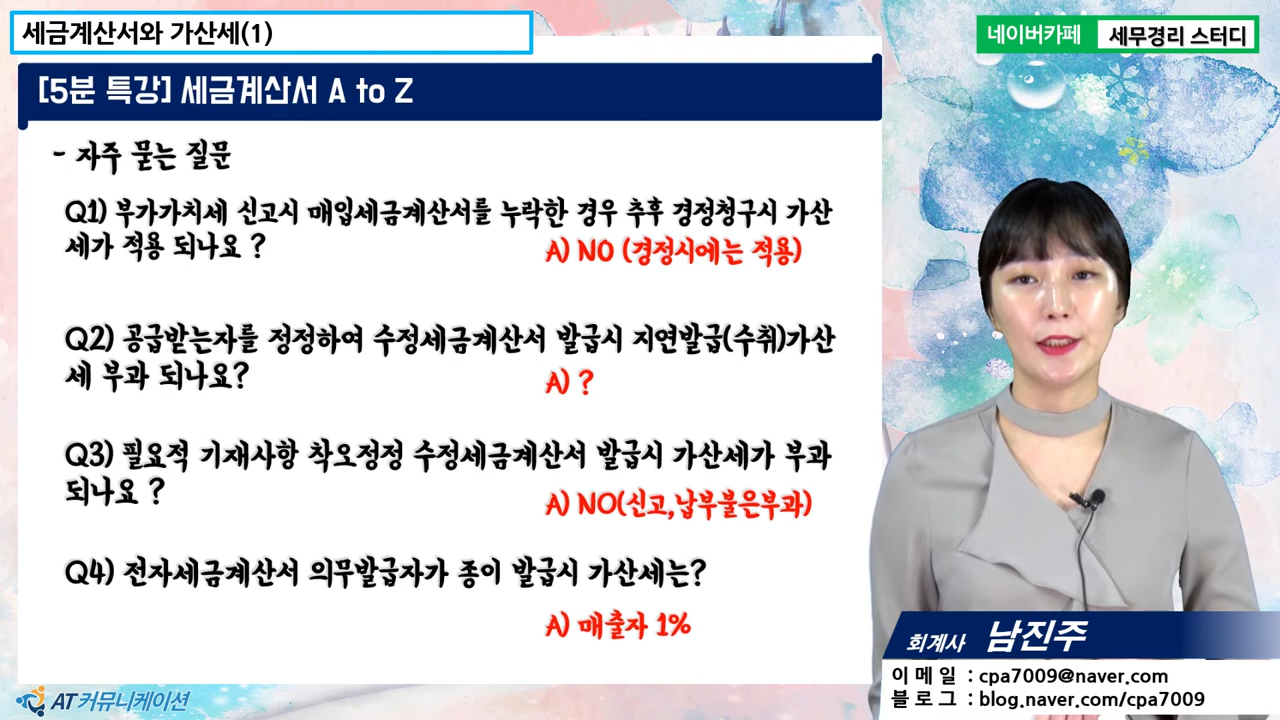 세금계산서와 가산세(1)
네이버카페 세무경리 스터디
[5분 특강] 세금계산서 A to Z
- 자주 묻는 질문
Q1) 부가가치세 신고시 매입세금계산서를 누락한 경우 추후 경정청구시 가산
세가 적용 되나요 ?
A) NO (경정시에는 적용)
Q2) 공급받는자를 정정하여 수정세금계산서 발급시 지연발급(수취)가산
세 부과 되나요?
A) ?
Q3) 필요적 기재사항 착오정정 수정세금계산서 발급시 가산세가 부과
되나요 ?
A) NO(신고,납부불은부과)
Q4) 전자세금계산서 의무발급자가 종이 발급시 가산세는?
A) 매출자 1%
회계사 남진주
이메일 : cpa7009@naver.com
블로그 : blog.naver.com/cpa7009
AT커뮤니케이션